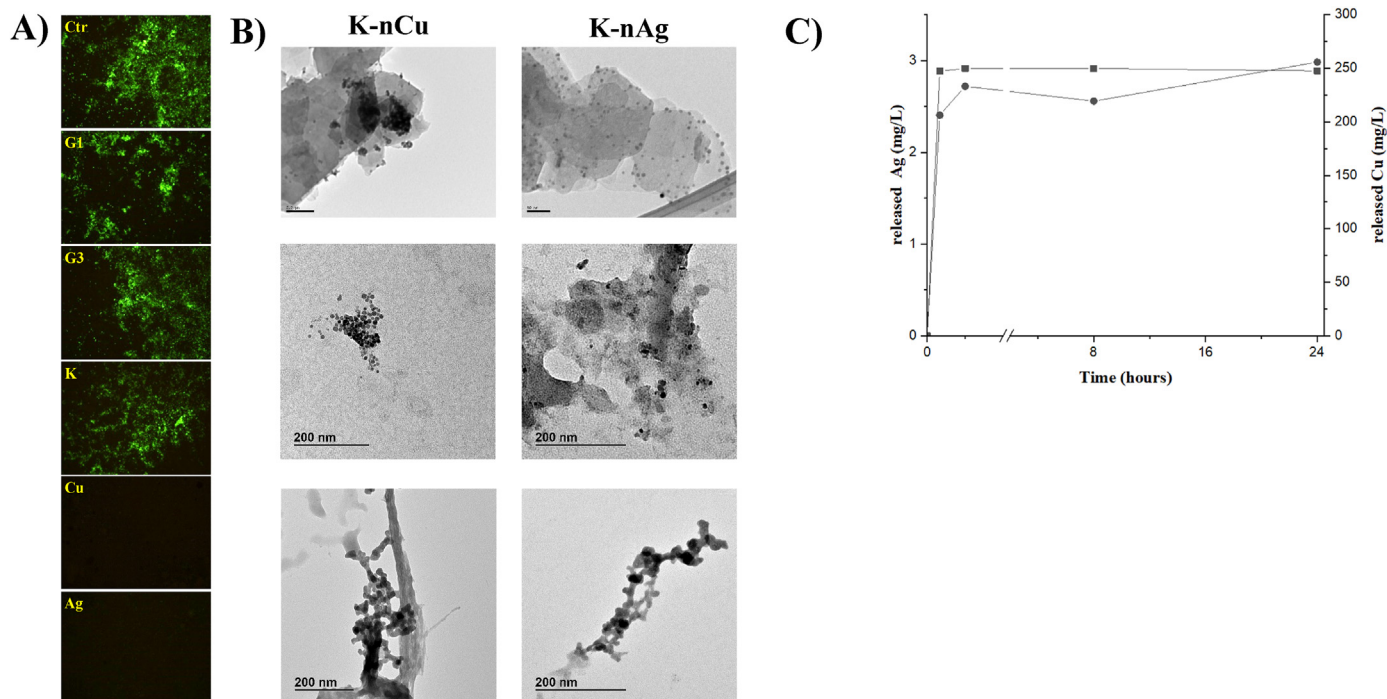 A)
Ctr
G1
G3
K
Cu
Ag
B)
K-nCu
K-nAg
200 nm
200 nm
200 nm
200 nm
C)
released Ag (mg/L)
3
2
1
0
released Cu (mg/L)
300
250
200
150
100
50
0
0
8
16
24
Time (hours)